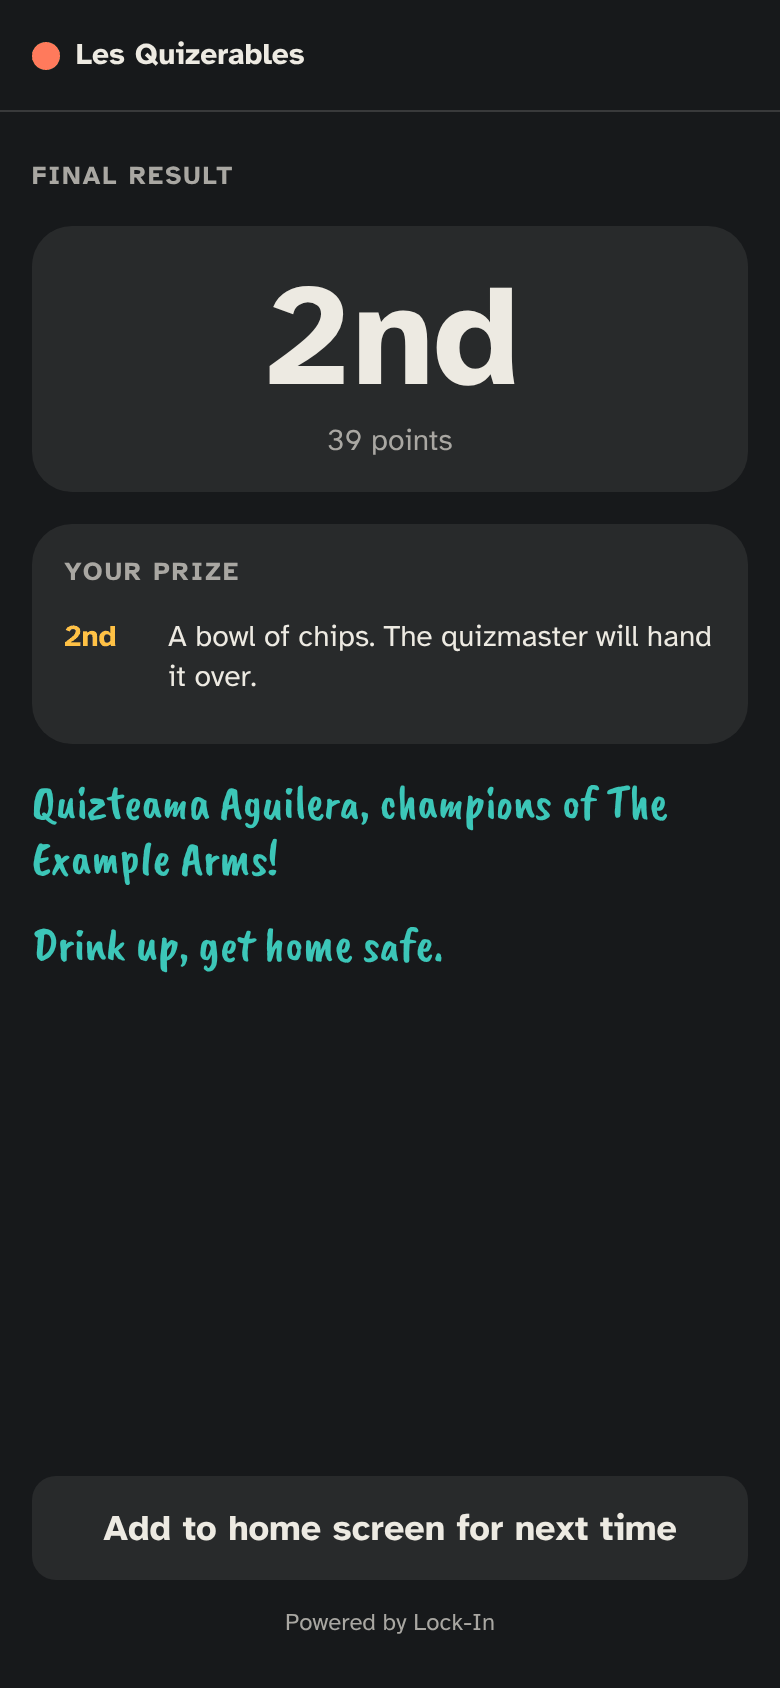 Les Quizerables
FINAL RESULT
2nd
39 points
YOUR PRIZE
2nd A bowl of chips. The quizmaster will hand
it over.
Quizteama Aguilera, champions of The
Example Arms!
Drink up, get home safe.
Add to home screen for next time
Powered by Lock-In